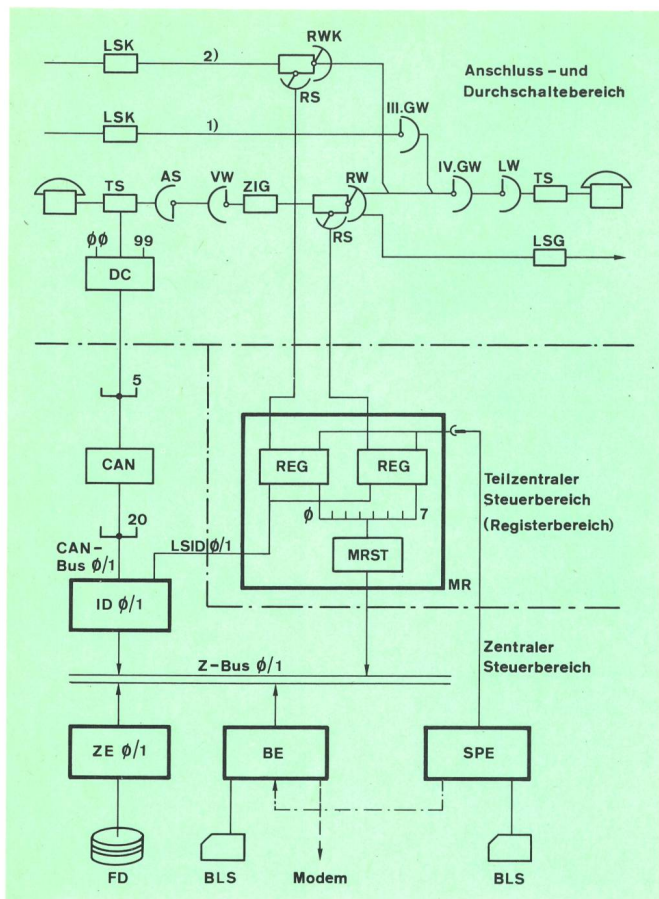 LSK
2)
RWK
RS
Anschluss – und
Durchschaltebereich
LSK
1)
III.GW
TS
AS
VW
ZIG
RW
RS
IV.GW
LW
TS
LSG
ØØ
99
DC
5
CAN
20
CAN–
Bus Ø/1
LSID Ø/1
ID Ø/1
REG
REG
Ø
7
MRST
MR
Teilzentraler
Steuerbereich
(Registerbereich)
Zentraler
Steuerbereich
Z–Bus Ø/1
ZE Ø/1
BE
SPE
FD
BLS
Modem
BLS